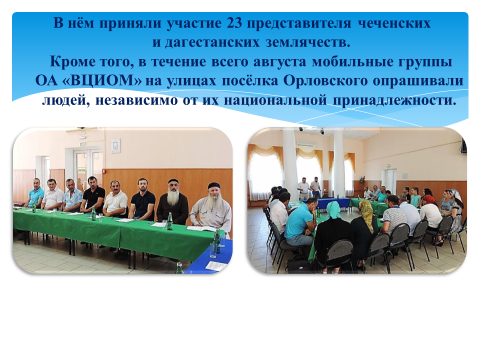 В нём приняли участие 23 представителя чеченских
и дагестанских землячеств.
Кроме того, в течение всего августа мобильные группы
ОА «ВЦИОМ» на улицах посёлка Орловского опрашивали
людей, независимо от их национальной принадлежности.